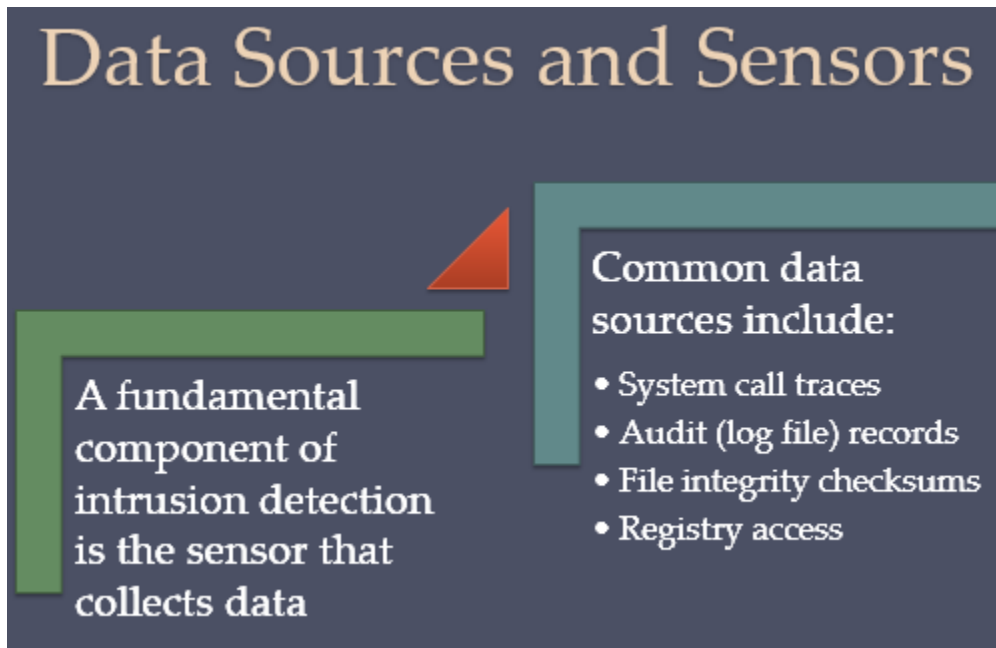 Data Sources and Sensors
A fundamental
component of
intrusion detection
is the sensor that
collects data
Common data
sources include:
• System call traces
• Audit (log file) records
• File integrity checksums
• Registry access